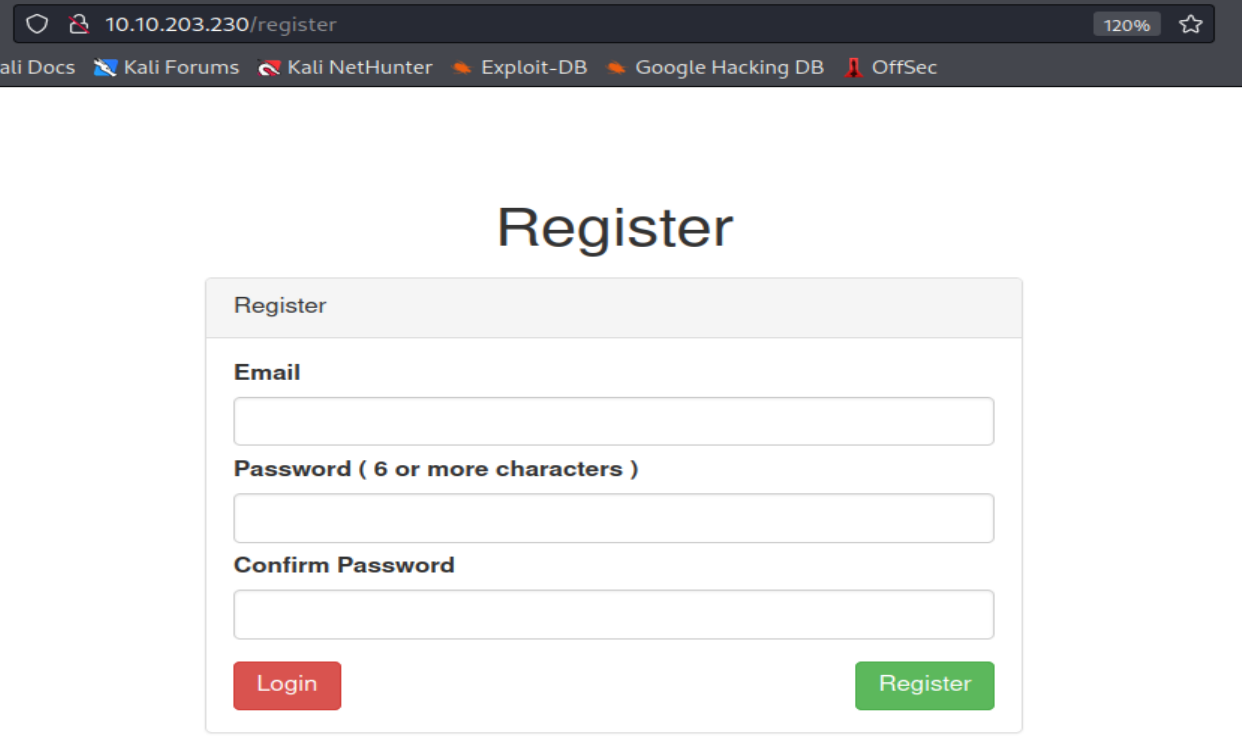 10.10.203.230/register 120%
ali Docs Kali Forums Kali NetHunter Exploit-DB Google Hacking DB OffSec
Register
Register
Email
Password ( 6 or more characters )
Confirm Password
Login Register